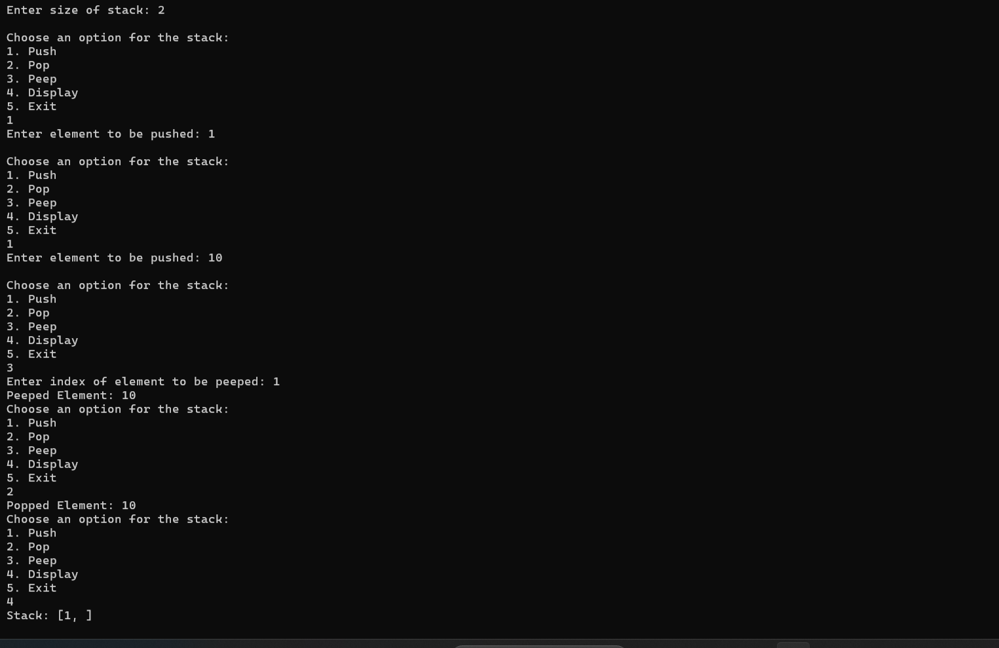 Enter size of stack: 2
Choose an option for the stack:
1. Push
2. Pop
3. Peep
4. Display
5. Exit
1
Enter element to be pushed: 1
Choose an option for the stack:
1. Push
2. Pop
3. Peep
4. Display
5. Exit
1
Enter element to be pushed: 10
Choose an option for the stack:
1. Push
2. Pop
3. Peep
4. Display
5. Exit
3
Enter index of element to be peeped: 1
Peeped Element: 10
Choose an option for the stack:
1. Push
2. Pop
3. Peep
4. Display
5. Exit
2
Popped Element: 10
Choose an option for the stack:
1. Push
2. Pop
3. Peep
4. Display
5. Exit
4
Stack: [1, ]